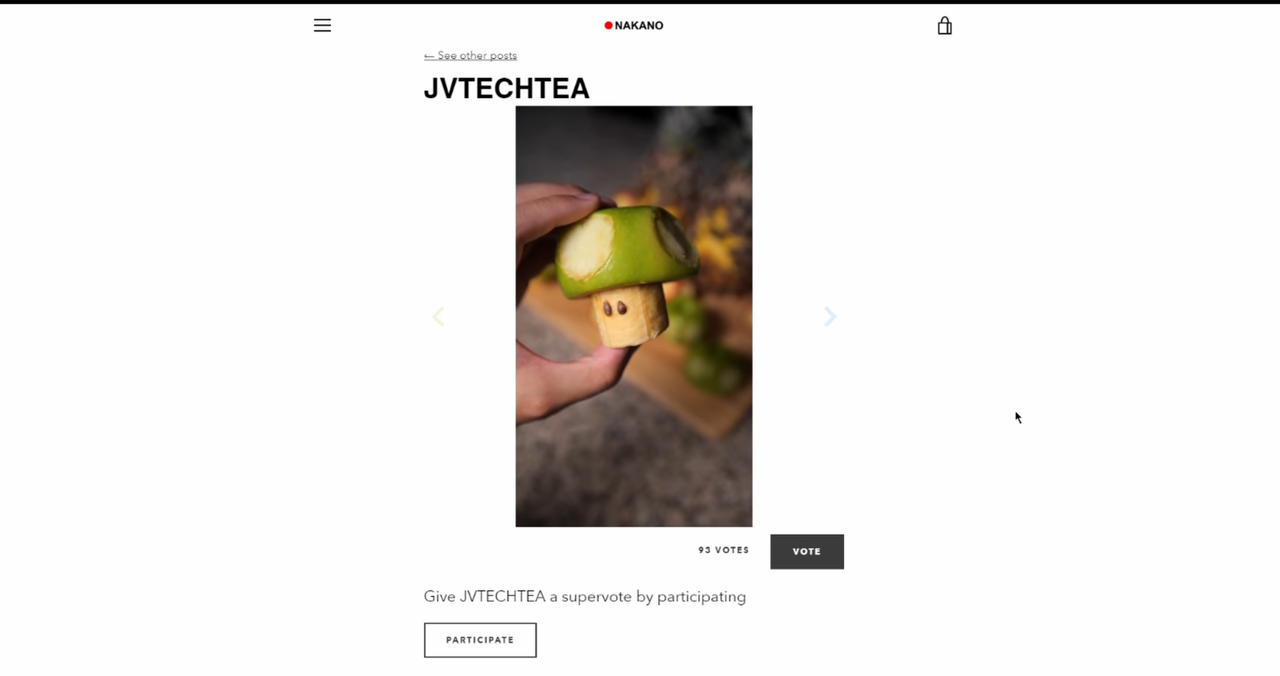 NAKANO
← See other posts
JVTECHTEA
93 VOTES
VOTE
Give JVTECHTEA a supervote by participating
PARTICIPATE